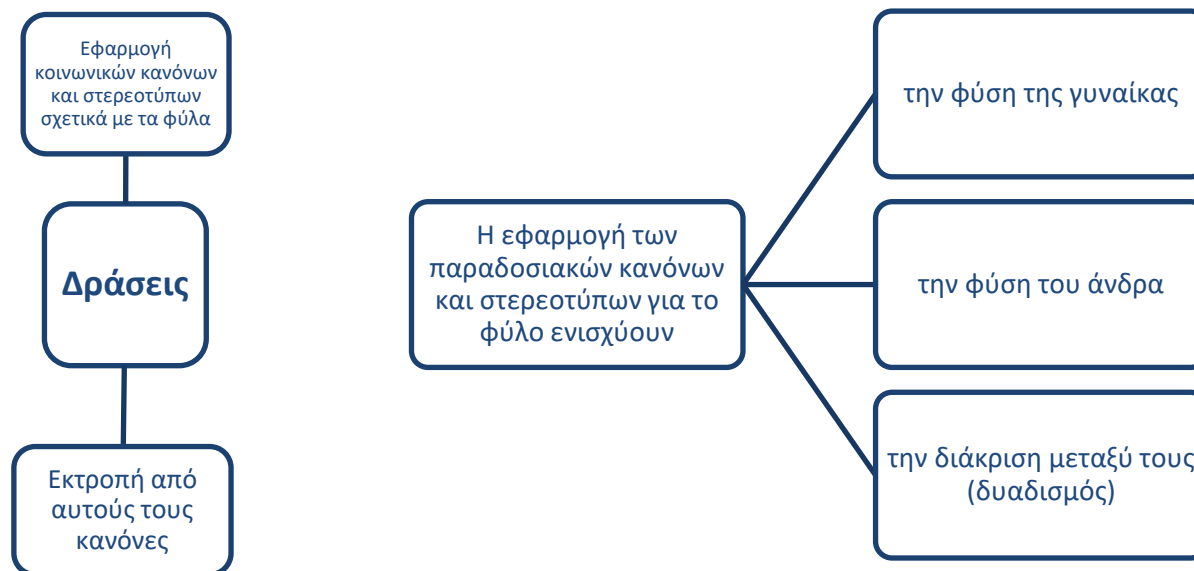 Εφαρμογή
κοινωνικών κανόνων
και στερεοτύπων
σχετικά με τα φύλα
Δράσεις
Εκτροπή από
αυτούς τους
κανόνες
Η εφαρμογή των
παραδοσιακών κανόνων
και στερεοτύπων για το
φύλο ενισχύουν
την φύση της γυναίκας
την φύση του άνδρα
την διάκριση μεταξύ τους
(δυαδισμός)